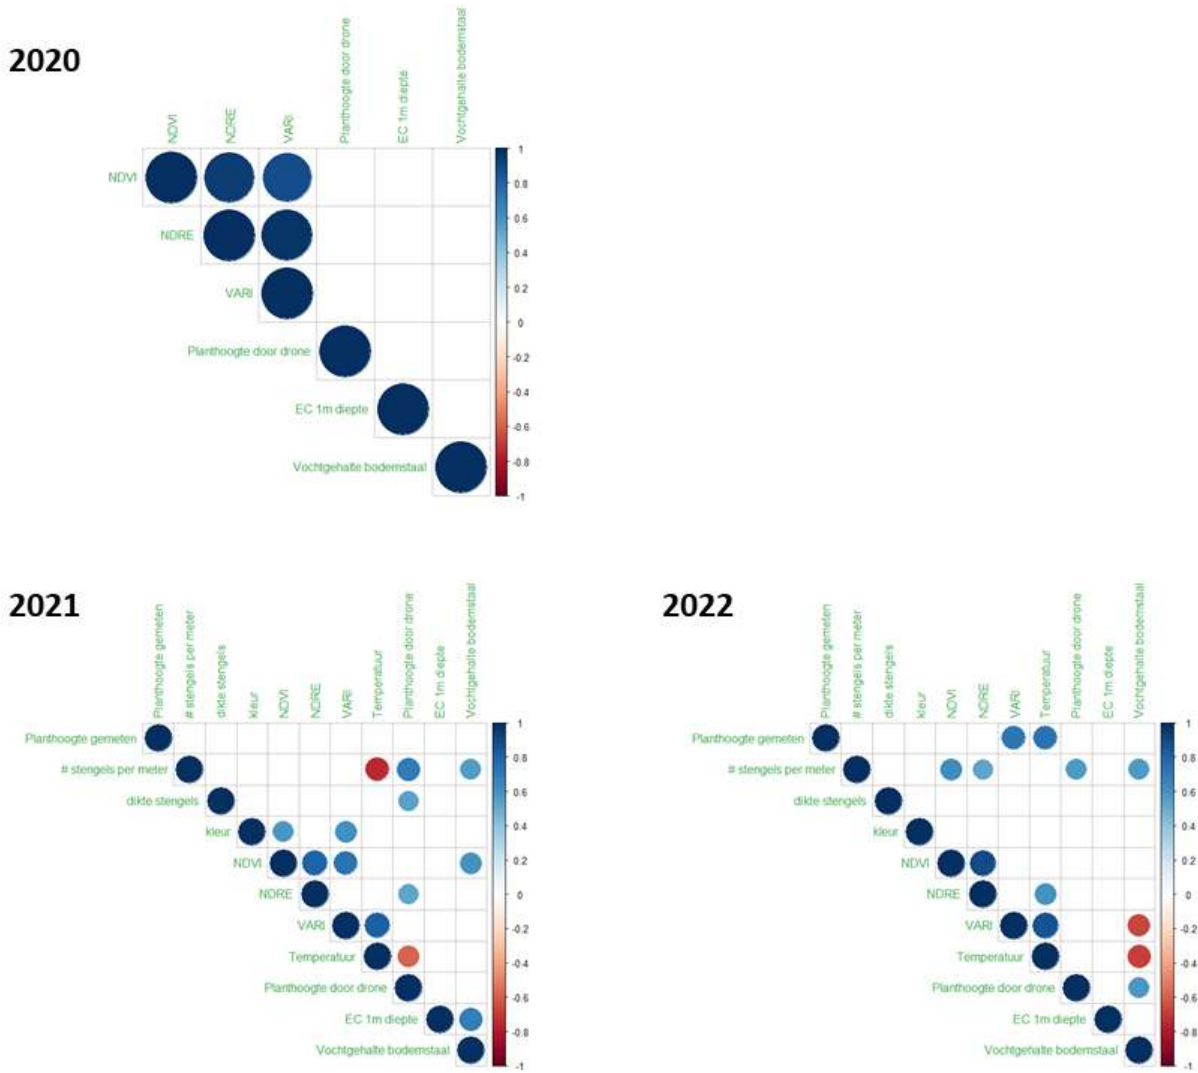 2020
NDVI
NDRE
VARI
Planthoogte door drone
EC 1m diepte
Vochtgehalte bodemstaal
NDVI
NDRE
VARI
Planthoogte door drone
EC 1m diepte
Vochtgehalte bodemstaal
1
0.8
0.6
0.4
0.2
0
-0.2
-0.4
-0.6
-0.8
-1
2021
Planthoogte gemeten
# stengels per meter
dikte stengels
kleur
NDVI
NDRE
VARI
Temperatuur
Planthoogte door drone
EC 1m diepte
Vochtgehalte bodemstaal
Planthoogte gemeten
# stengels per meter
dikte stengels
kleur
NDVI
NDRE
VARI
Temperatuur
Planthoogte door drone
EC 1m diepte
Vochtgehalte bodemstaal
1
0.8
0.6
0.4
0.2
0
-0.2
-0.4
-0.6
-0.8
-1
2022
Planthoogte gemeten
# stengels per meter
dikte stengels
kleur
NDVI
NDRE
VARI
Temperatuur
Planthoogte door drone
EC 1m diepte
Vochtgehalte bodemstaal
Planthoogte gemeten
# stengels per meter
dikte stengels
kleur
NDVI
NDRE
VARI
Temperatuur
Planthoogte door drone
EC 1m diepte
Vochtgehalte bodemstaal
1
0.8
0.6
0.4
0.2
0
-0.2
-0.4
-0.6
-0.8
-1